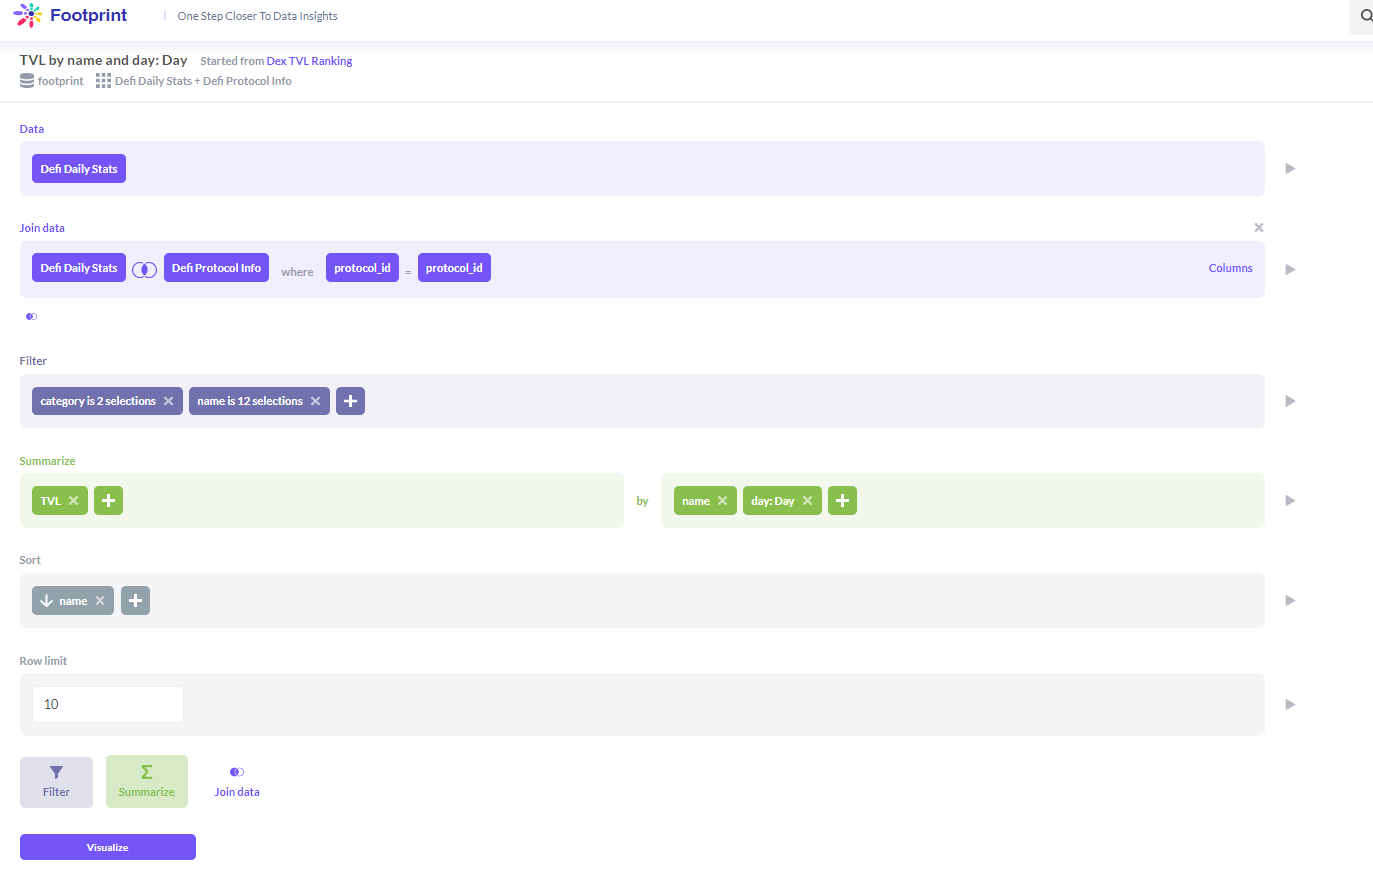 Footprint | One Step Closer To Data Insights
TVL by name and day: Day Started from Dex TVL Ranking
footprint Defi Daily Stats + Defi Protocol Info
Data
Defi Daily Stats
Join data
Defi Daily Stats Defi Protocol Info where protocol_id = protocol_id Columns
Filter
category is 2 selections name is 12 selections
Summarize
TVL by name day: Day
Sort
name
Row limit
10
Filter Summarize Join data
Visualize